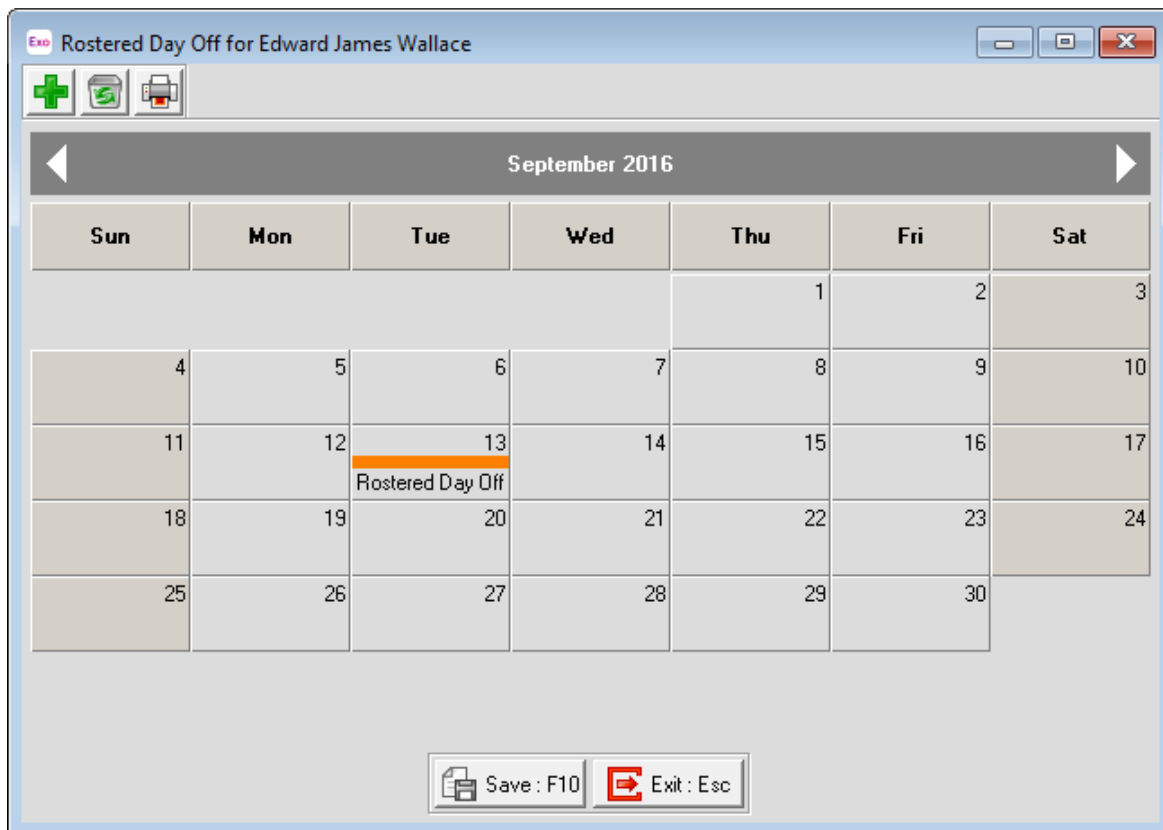 Exo Rostered Day Off for Edward James Wallace
September 2016
Sun Mon Tue Wed Thu Fri Sat
1 2 3
4 5 6 7 8 9 10
11 12 13 14 15 16 17
Rostered Day Off
18 19 20 21 22 23 24
25 26 27 28 29 30
Save : F10 Exit : Esc